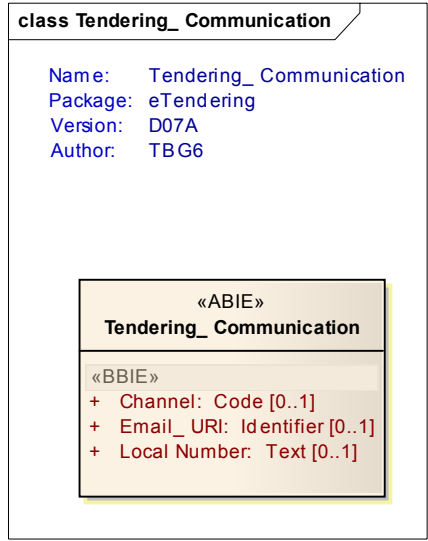 class Tendering_ Communication
Name: Tendering_ Communication
Package: eTendering
Version: D07A
Author: TBG6
«ABIE»
Tendering_ Communication
«BBIE»
+ Channel: Code [0..1]
+ Email_ URI: Identifier [0..1]
+ Local Number: Text [0..1]